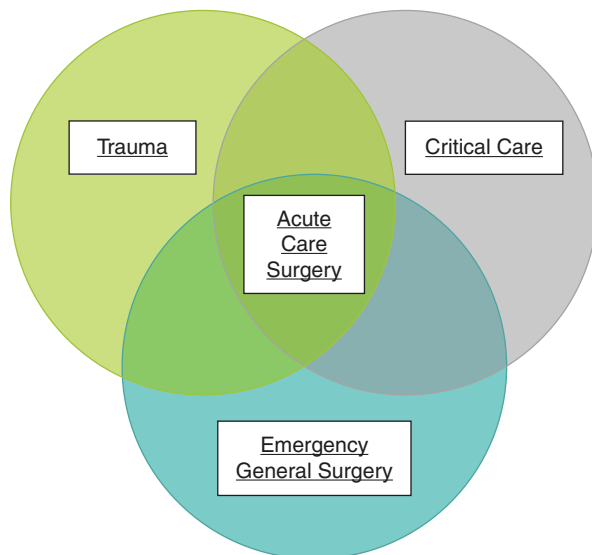 Trauma
Critical Care
Acute
Care
Surgery
Emergency
General Surgery